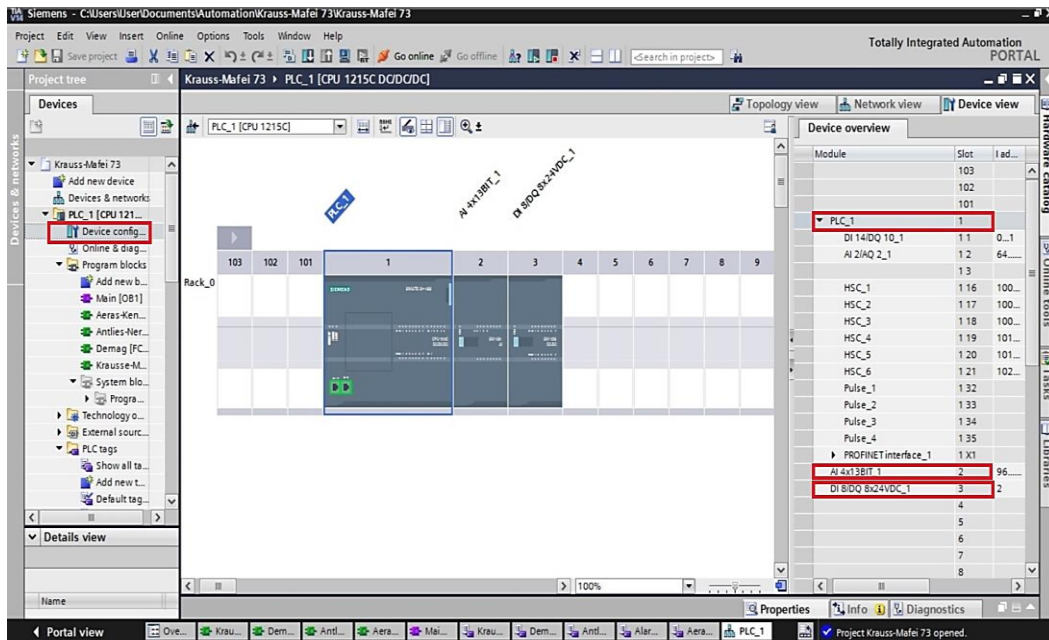 Siemens - C:\Users\User\Documents\Automation\Krauss-Mafei 73\Krauss-Mafei 73
Project Edit View Insert Online Options Tools Window Help
Totally Integrated Automation
PORTAL
Save project Go online Go offline <Search in project>
Project tree
Krauss-Mafei 73 PLC_1 [CPU 1215C DC/DC/DC]
Devices
Topology view Network view Device view
PLC_1 [CPU 1215C]
Device overview
Devices & networks
Krauss-Mafei 73
Add new device
Devices & networks
PLC_1 [CPU 121...
Device config...
Online & diag...
Program blocks
Add new b...
Main [OB1]
Aeras-Ken...
Antlies-Ner...
Demag [FC...
Krausse-M...
System blo...
Progra...
Technology o...
External sourc...
PLC tags
Show all ta...
Add new t...
Default tag...
Details view
Name
PLC_1
AI 4x13BIT_1
DI 8/DQ 8x24VDC_1
103 102 101 1 2 3 4 5 6 7 8 9
Rack_0
SIEMENS
100%
Module Slot I ad...
103
102
101
PLC_1 1
DI 14/DQ 10_1 1 1 0...1
AI 2/AQ 2_1 1 2 64......
1 3
HSC_1 1 16 100...
HSC_2 1 17 100...
HSC_3 1 18 100...
HSC_4 1 19 101...
HSC_5 1 20 101...
HSC_6 1 21 102...
Pulse_1 1 32
Pulse_2 1 33
Pulse_3 1 34
Pulse_4 1 35
PROFINET interface_1 1 X1
AI 4x13BIT_1 2 96......
DI 8/DQ 8x24VDC_1 3 2
4
5
6
7
8
Hardware catalog
Online tools
Tasks
Libraries
Properties Info Diagnostics
Portal view Ove... Krau... Dem... Antl... Aera... Mai... Krau... Dem... Antl... Alar... Aera... PLC_1 Project Krauss-Mafei 73 opened.